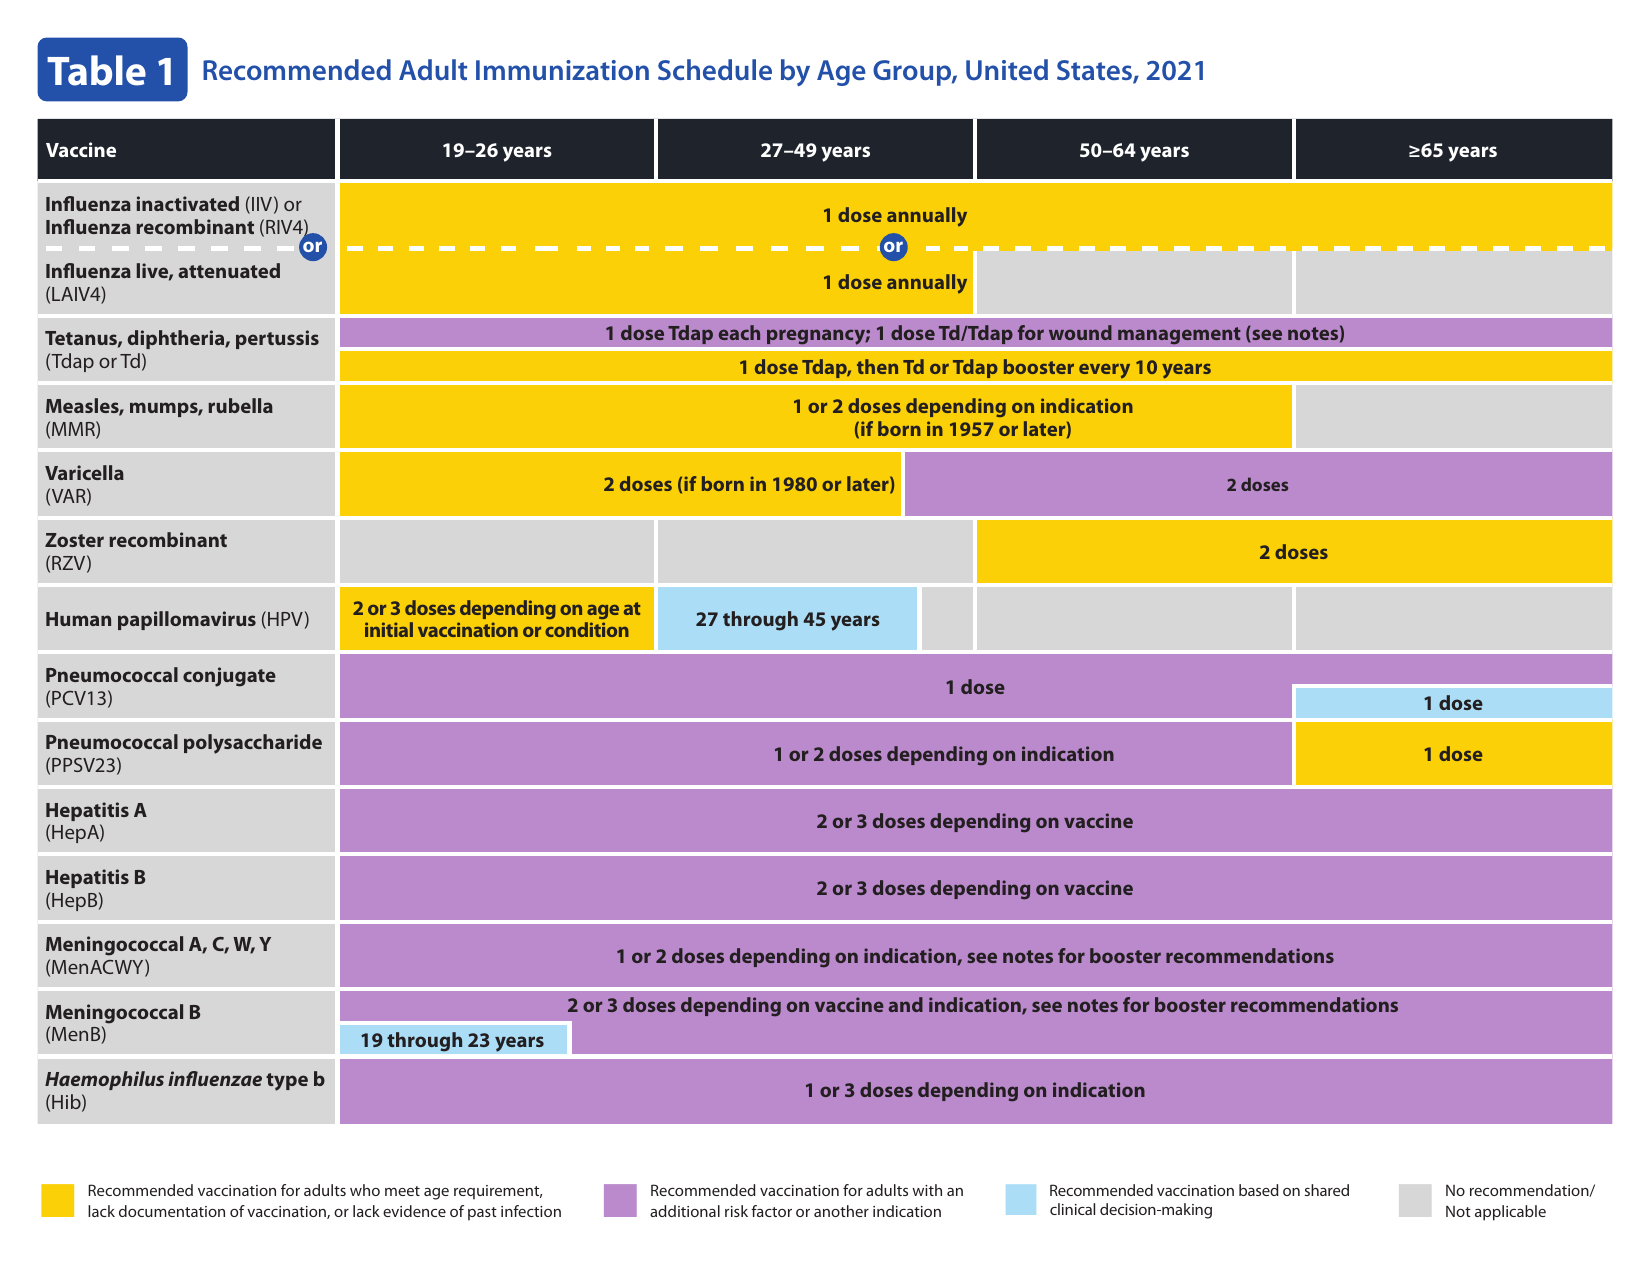 Table 1 Recommended Adult Immunization Schedule by Age Group, United States, 2021
Vaccine 19–26 years 27–49 years 50–64 years ≥65 years
Influenza inactivated (IIV) or
Influenza recombinant (RIV4)
1 dose annually
or or
Influenza live, attenuated
(LAIV4)
1 dose annually
Tetanus, diphtheria, pertussis
(Tdap or Td)
1 dose Tdap each pregnancy; 1 dose Td/Tdap for wound management (see notes)
1 dose Tdap, then Td or Tdap booster every 10 years
Measles, mumps, rubella
(MMR)
1 or 2 doses depending on indication
(if born in 1957 or later)
Varicella
(VAR)
2 doses (if born in 1980 or later) 2 doses
Zoster recombinant
(RZV)
2 doses
Human papillomavirus (HPV)
2 or 3 doses depending on age at
initial vaccination or condition
27 through 45 years
Pneumococcal conjugate
(PCV13)
1 dose
1 dose
Pneumococcal polysaccharide
(PPSV23)
1 or 2 doses depending on indication 1 dose
Hepatitis A
(HepA)
2 or 3 doses depending on vaccine
Hepatitis B
(HepB)
2 or 3 doses depending on vaccine
Meningococcal A, C, W, Y
(MenACWY)
1 or 2 doses depending on indication, see notes for booster recommendations
Meningococcal B
(MenB)
2 or 3 doses depending on vaccine and indication, see notes for booster recommendations
19 through 23 years
Haemophilus influenzae type b
(Hib)
1 or 3 doses depending on indication
Recommended vaccination for adults who meet age requirement,
lack documentation of vaccination, or lack evidence of past infection
Recommended vaccination for adults with an
additional risk factor or another indication
Recommended vaccination based on shared
clinical decision-making
No recommendation/
Not applicable